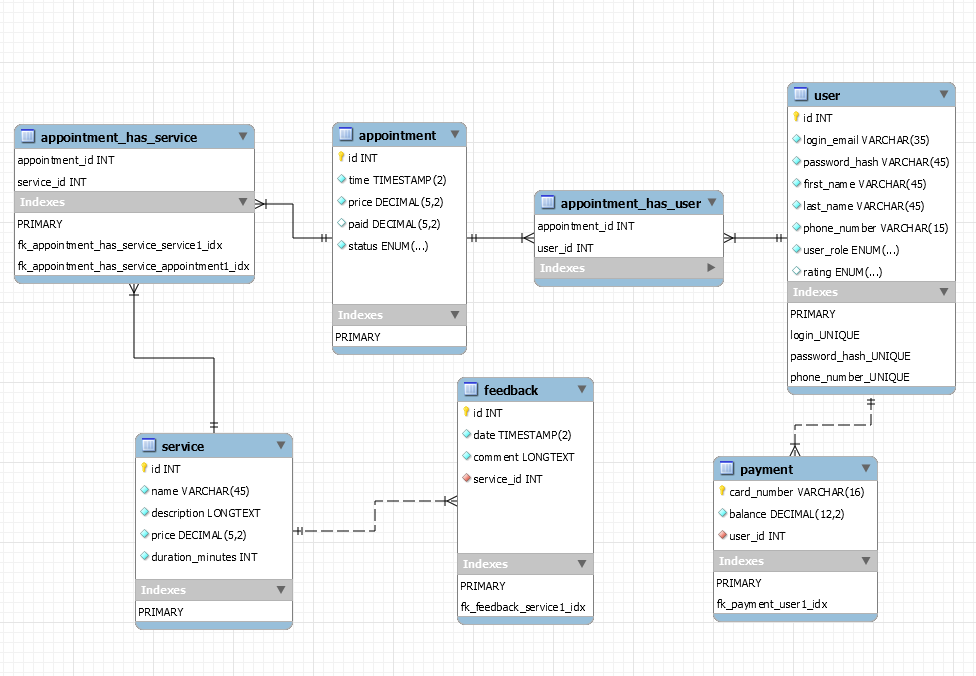 appointment_has_service
appointment_id INT
service_id INT
Indexes
PRIMARY
fk_appointment_has_service_service1_idx
fk_appointment_has_service_appointment1_idx
appointment
id INT
time TIMESTAMP(2)
price DECIMAL(5,2)
paid DECIMAL(5,2)
status ENUM(...)
Indexes
PRIMARY
appointment_has_user
appointment_id INT
user_id INT
Indexes
user
id INT
login_email VARCHAR(35)
password_hash VARCHAR(45)
first_name VARCHAR(45)
last_name VARCHAR(45)
phone_number VARCHAR(15)
user_role ENUM(...)
rating ENUM(...)
Indexes
PRIMARY
login_UNIQUE
password_hash_UNIQUE
phone_number_UNIQUE
service
id INT
name VARCHAR(45)
description LONGTEXT
price DECIMAL(5,2)
duration_minutes INT
Indexes
PRIMARY
feedback
id INT
date TIMESTAMP(2)
comment LONGTEXT
service_id INT
Indexes
PRIMARY
fk_feedback_service1_idx
payment
card_number VARCHAR(16)
balance DECIMAL(12,2)
user_id INT
Indexes
PRIMARY
fk_payment_user1_idx